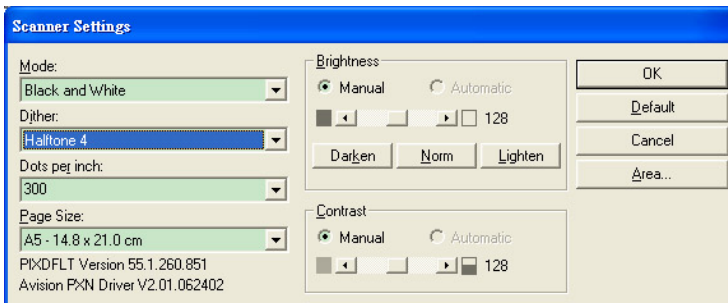 Scanner Settings
Mode:
Black and White
Dither:
Halftone 4
Dots per inch:
300
Page Size:
A5 - 14.8 x 21.0 cm
PIXDFLT Version 55.1.260.851
Avision PXN Driver V2.01.062402
Brightness
Manual Automatic
128
Darken Norm Lighten
Contrast
Manual Automatic
128
OK
Default
Cancel
Area...